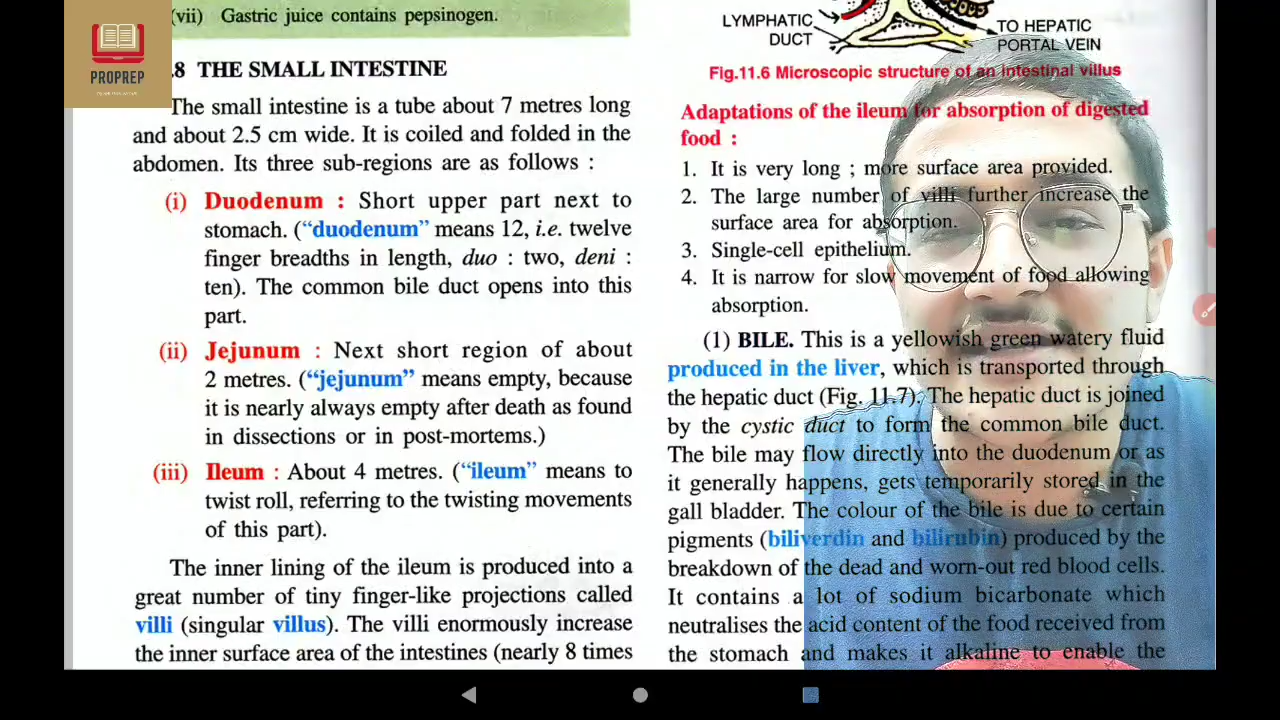 (vii) Gastric juice contains pepsinogen.
PROPREP
.8 THE SMALL INTESTINE
The small intestine is a tube about 7 metres long
and about 2.5 cm wide. It is coiled and folded in the
abdomen. Its three sub-regions are as follows :
(i) Duodenum : Short upper part next to
stomach. (“duodenum” means 12, i.e. twelve
finger breadths in length, duo : two, deni :
ten). The common bile duct opens into this
part.
(ii) Jejunum : Next short region of about
2 metres. (“jejunum” means empty, because
it is nearly always empty after death as found
in dissections or in post-mortems.)
(iii) Ileum : About 4 metres. (“ileum” means to
twist roll, referring to the twisting movements
of this part).
The inner lining of the ileum is produced into a
great number of tiny finger-like projections called
villi (singular villus). The villi enormously increase
the inner surface area of the intestines (nearly 8 times
LYMPHATIC
DUCT
TO HEPATIC
PORTAL VEIN
Fig.11.6 Microscopic structure of an intestinal villus
Adaptations of the ileum for absorption of digested
food :
1. It is very long ; more surface area provided.
2. The large number of villi further increase the
surface area for absorption.
3. Single-cell epithelium.
4. It is narrow for slow movement of food allowing
absorption.
(1) BILE. This is a yellowish green watery fluid
produced in the liver, which is transported through
the hepatic duct (Fig. 11.7). The hepatic duct is joined
by the cystic duct to form the common bile duct.
The bile may flow directly into the duodenum or as
it generally happens, gets temporarily stored in the
gall bladder. The colour of the bile is due to certain
pigments (biliverdin and bilirubin) produced by the
breakdown of the dead and worn-out red blood cells.
It contains a lot of sodium bicarbonate which
neutralises the acid content of the food received from
the stomach and makes it alkaline to enable the